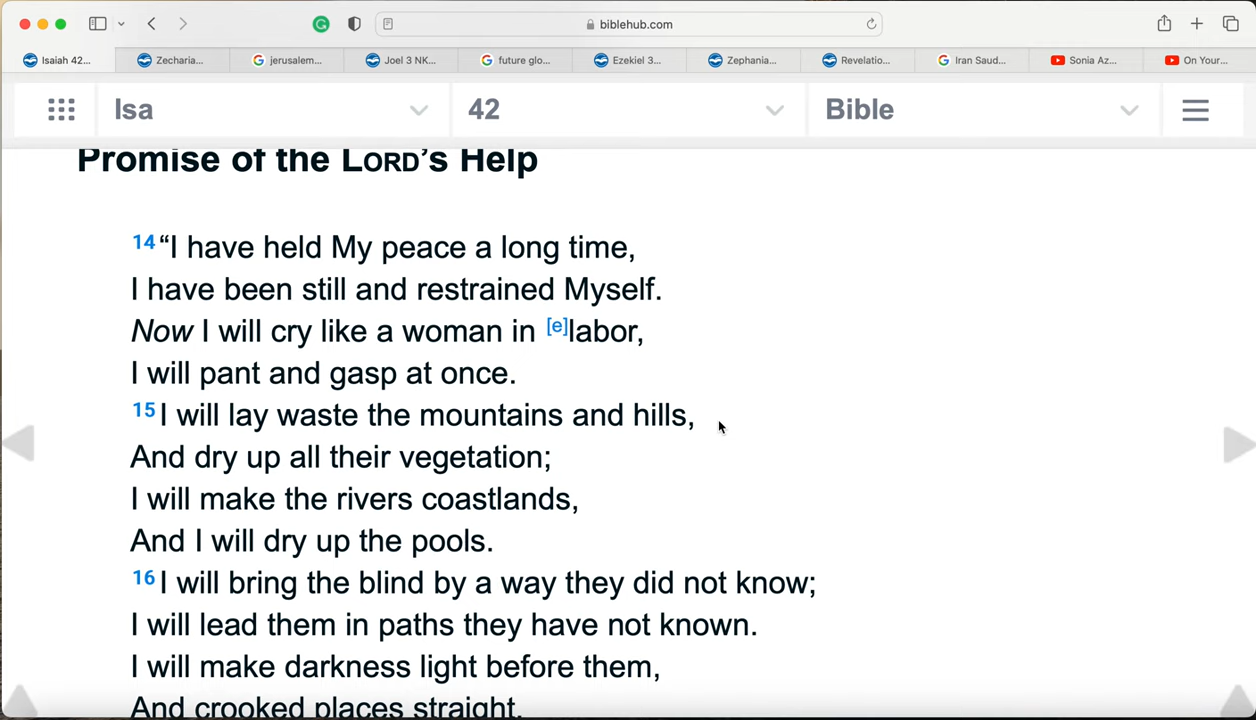 biblehub.com
Isaiah 42...
Zecharia...
jerusalem...
Joel 3 NK...
future glo...
Ezekiel 3...
Zephania...
Revelatio...
Iran Saud...
Sonia Az...
On Your...
Isa
42
Bible
Promise of the LORD’s Help
14 “I have held My peace a long time,
I have been still and restrained Myself.
Now I will cry like a woman in [e]labor,
I will pant and gasp at once.
15 I will lay waste the mountains and hills,
And dry up all their vegetation;
I will make the rivers coastlands,
And I will dry up the pools.
16 I will bring the blind by a way they did not know;
I will lead them in paths they have not known.
I will make darkness light before them,
And crooked places straight.